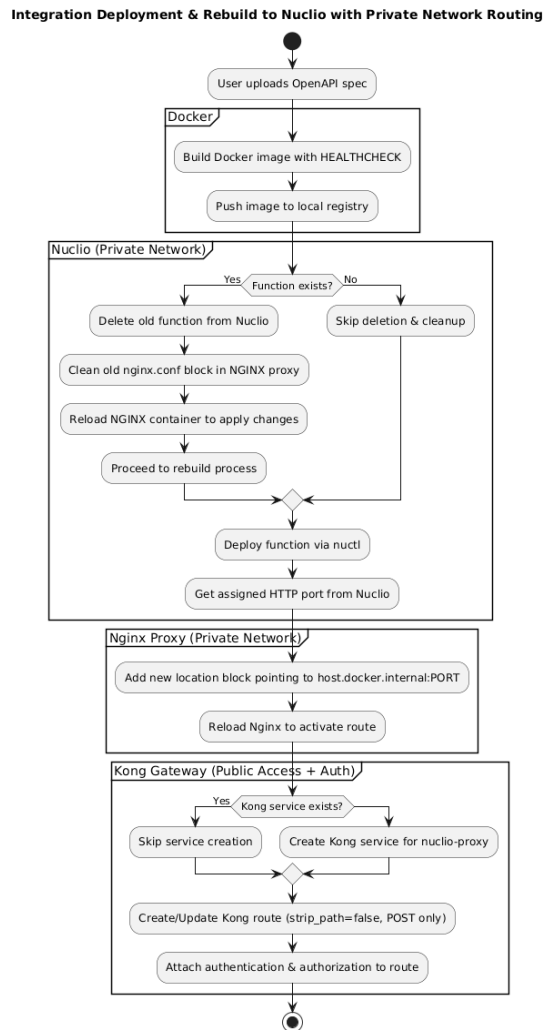 Integration Deployment & Rebuild to Nuclio with Private Network Routing
User uploads OpenAPI spec
Docker
Build Docker image with HEALTHCHECK
Push image to local registry
Nuclio (Private Network)
Yes
Function exists?
No
Delete old function from Nuclio
Skip deletion & cleanup
Clean old nginx.conf block in NGINX proxy
Reload NGINX container to apply changes
Proceed to rebuild process
Deploy function via nuctl
Get assigned HTTP port from Nuclio
Nginx Proxy (Private Network)
Add new location block pointing to host.docker.internal:PORT
Reload Nginx to activate route
Kong Gateway (Public Access + Auth)
Yes
Kong service exists?
Skip service creation
Create Kong service for nuclio-proxy
Create/Update Kong route (strip_path=false, POST only)
Attach authentication & authorization to route